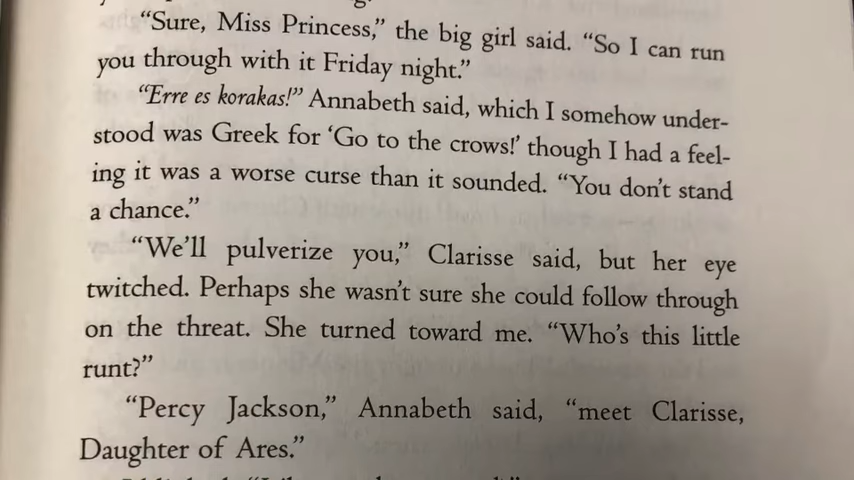 “Sure, Miss Princess,” the big girl said. “So I can run
you through with it Friday night.”
“Erre es korakas!” Annabeth said, which I somehow under-
stood was Greek for ‘Go to the crows!’ though I had a feel-
ing it was a worse curse than it sounded. “You don’t stand
a chance.”
“We’ll pulverize you,” Clarisse said, but her eye
twitched. Perhaps she wasn’t sure she could follow through
on the threat. She turned toward me. “Who’s this little
runt?”
“Percy Jackson,” Annabeth said, “meet Clarisse,
Daughter of Ares.”